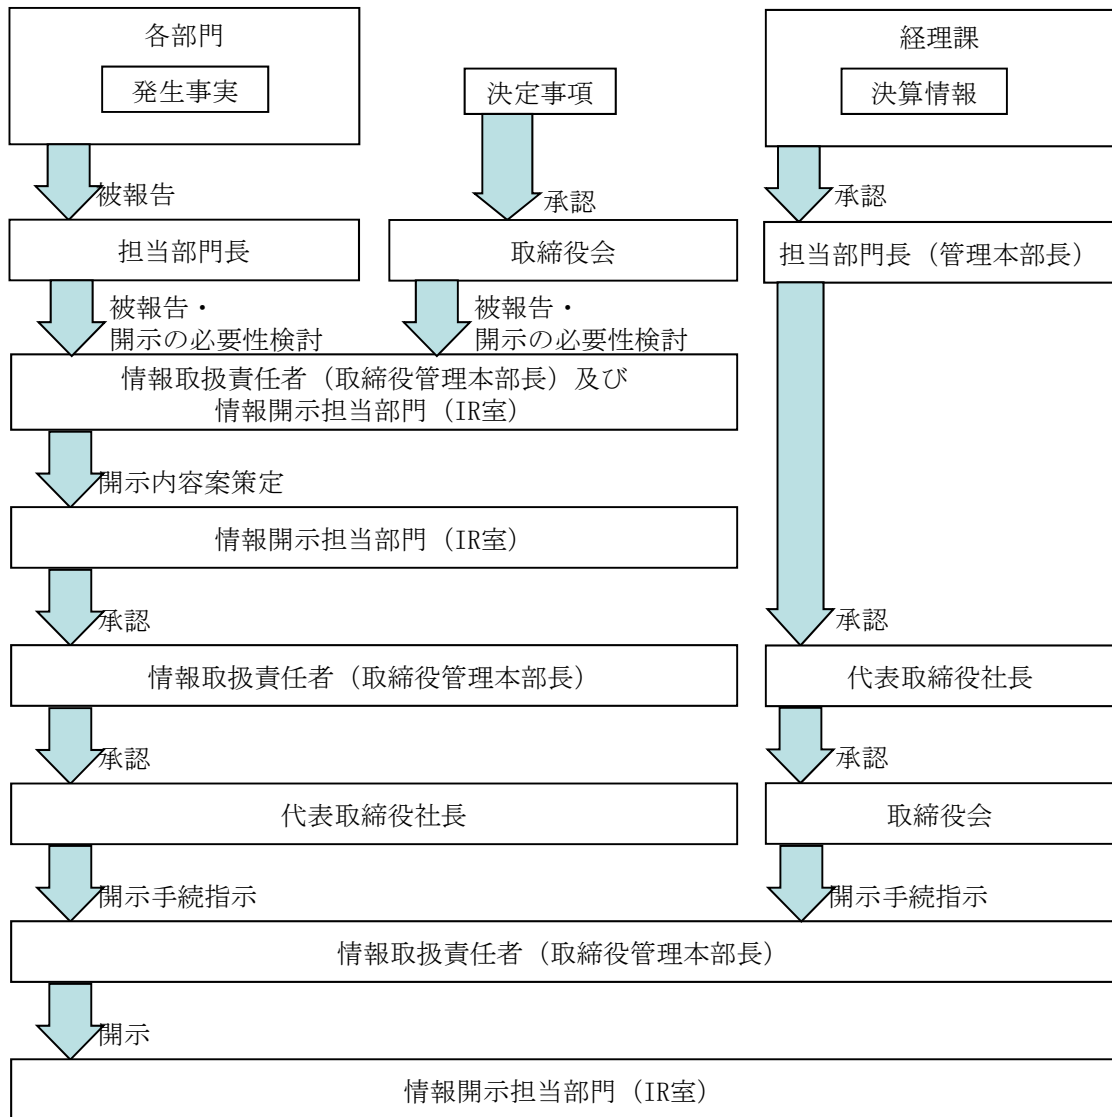 各部門
発生事実
決定事項
経理課
決算情報
被報告
承認
承認
担当部門長
取締役会
担当部門長（管理本部長）
被報告・
開示の必要性検討
被報告・
開示の必要性検討
情報取扱責任者（取締役管理本部長）及び
情報開示担当部門（IR室）
開示内容案策定
情報開示担当部門（IR室）
承認
承認
情報取扱責任者（取締役管理本部長）
代表取締役社長
承認
承認
代表取締役社長
取締役会
開示手続指示
開示手続指示
情報取扱責任者（取締役管理本部長）
開示
情報開示担当部門（IR室）